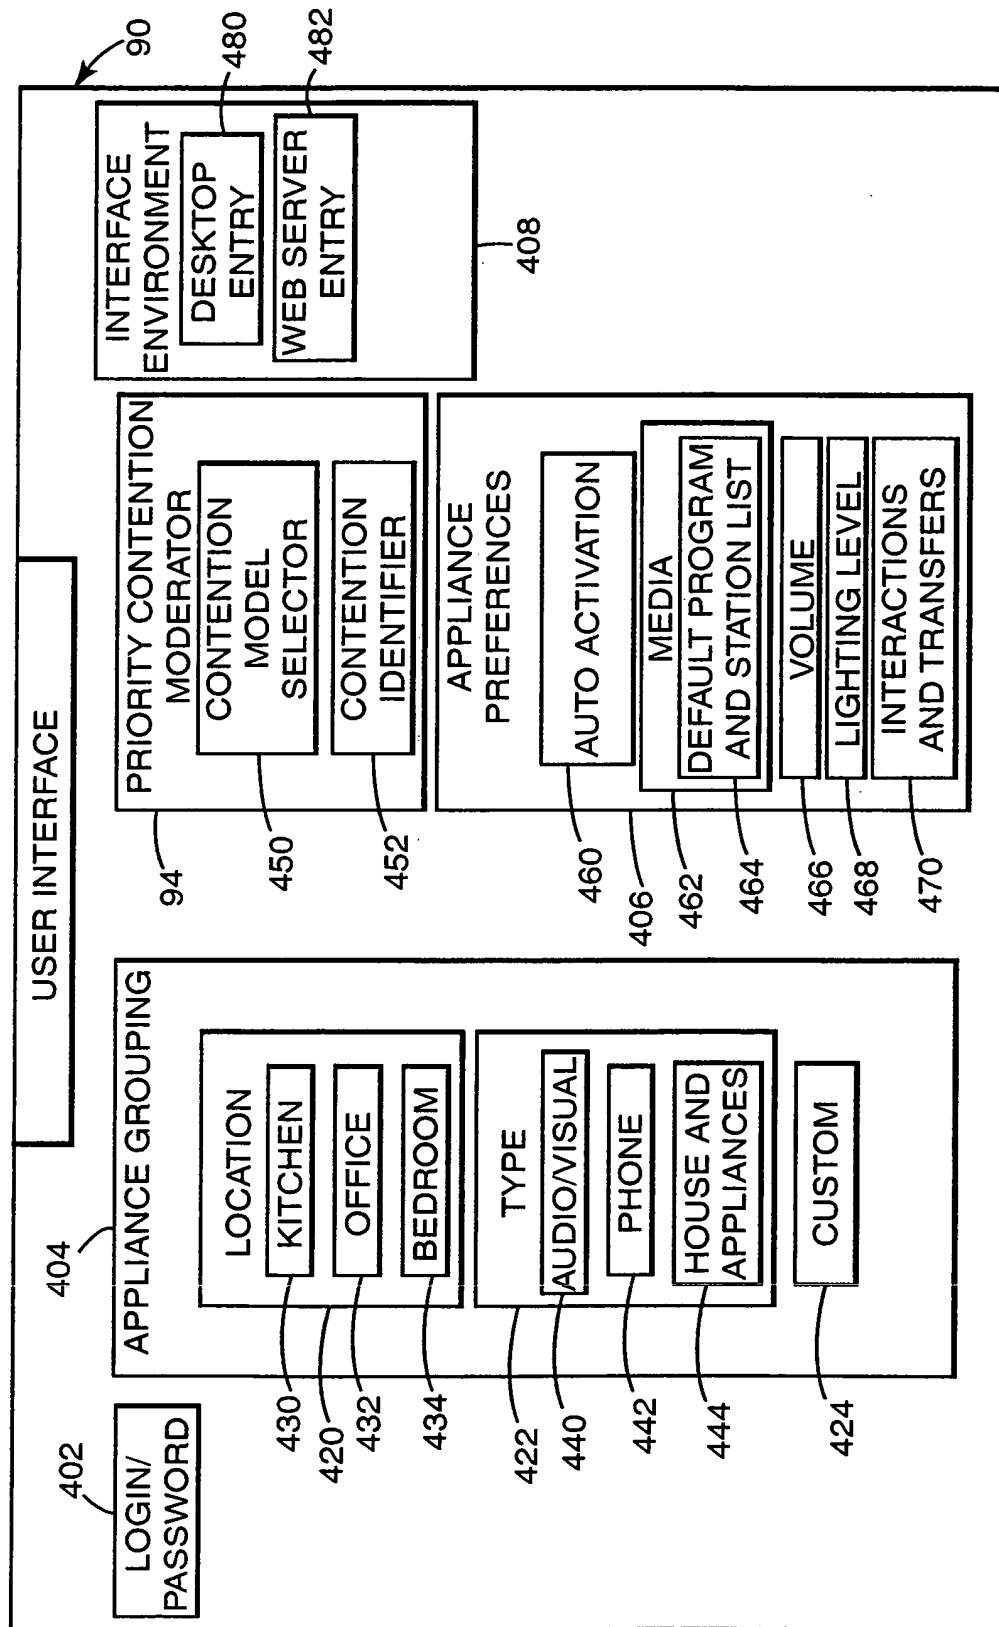 USER INTERFACE
90
402
LOGIN/
PASSWORD
404
APPLIANCE GROUPING
LOCATION
430
KITCHEN
420
432
OFFICE
434
BEDROOM
422
TYPE
440
AUDIO/VISUAL
442
PHONE
444
HOUSE AND
APPLIANCES
424
CUSTOM
94
PRIORITY CONTENTION
MODERATOR
450
CONTENTION
MODEL
SELECTOR
452
CONTENTION
IDENTIFIER
APPLIANCE
PREFERENCES
460
AUTO ACTIVATION
406
462
MEDIA
464
DEFAULT PROGRAM
AND STATION LIST
466
VOLUME
468
LIGHTING LEVEL
470
INTERACTIONS
AND TRANSFERS
INTERFACE
ENVIRONMENT
480
DESKTOP
ENTRY
482
WEB SERVER
ENTRY
408